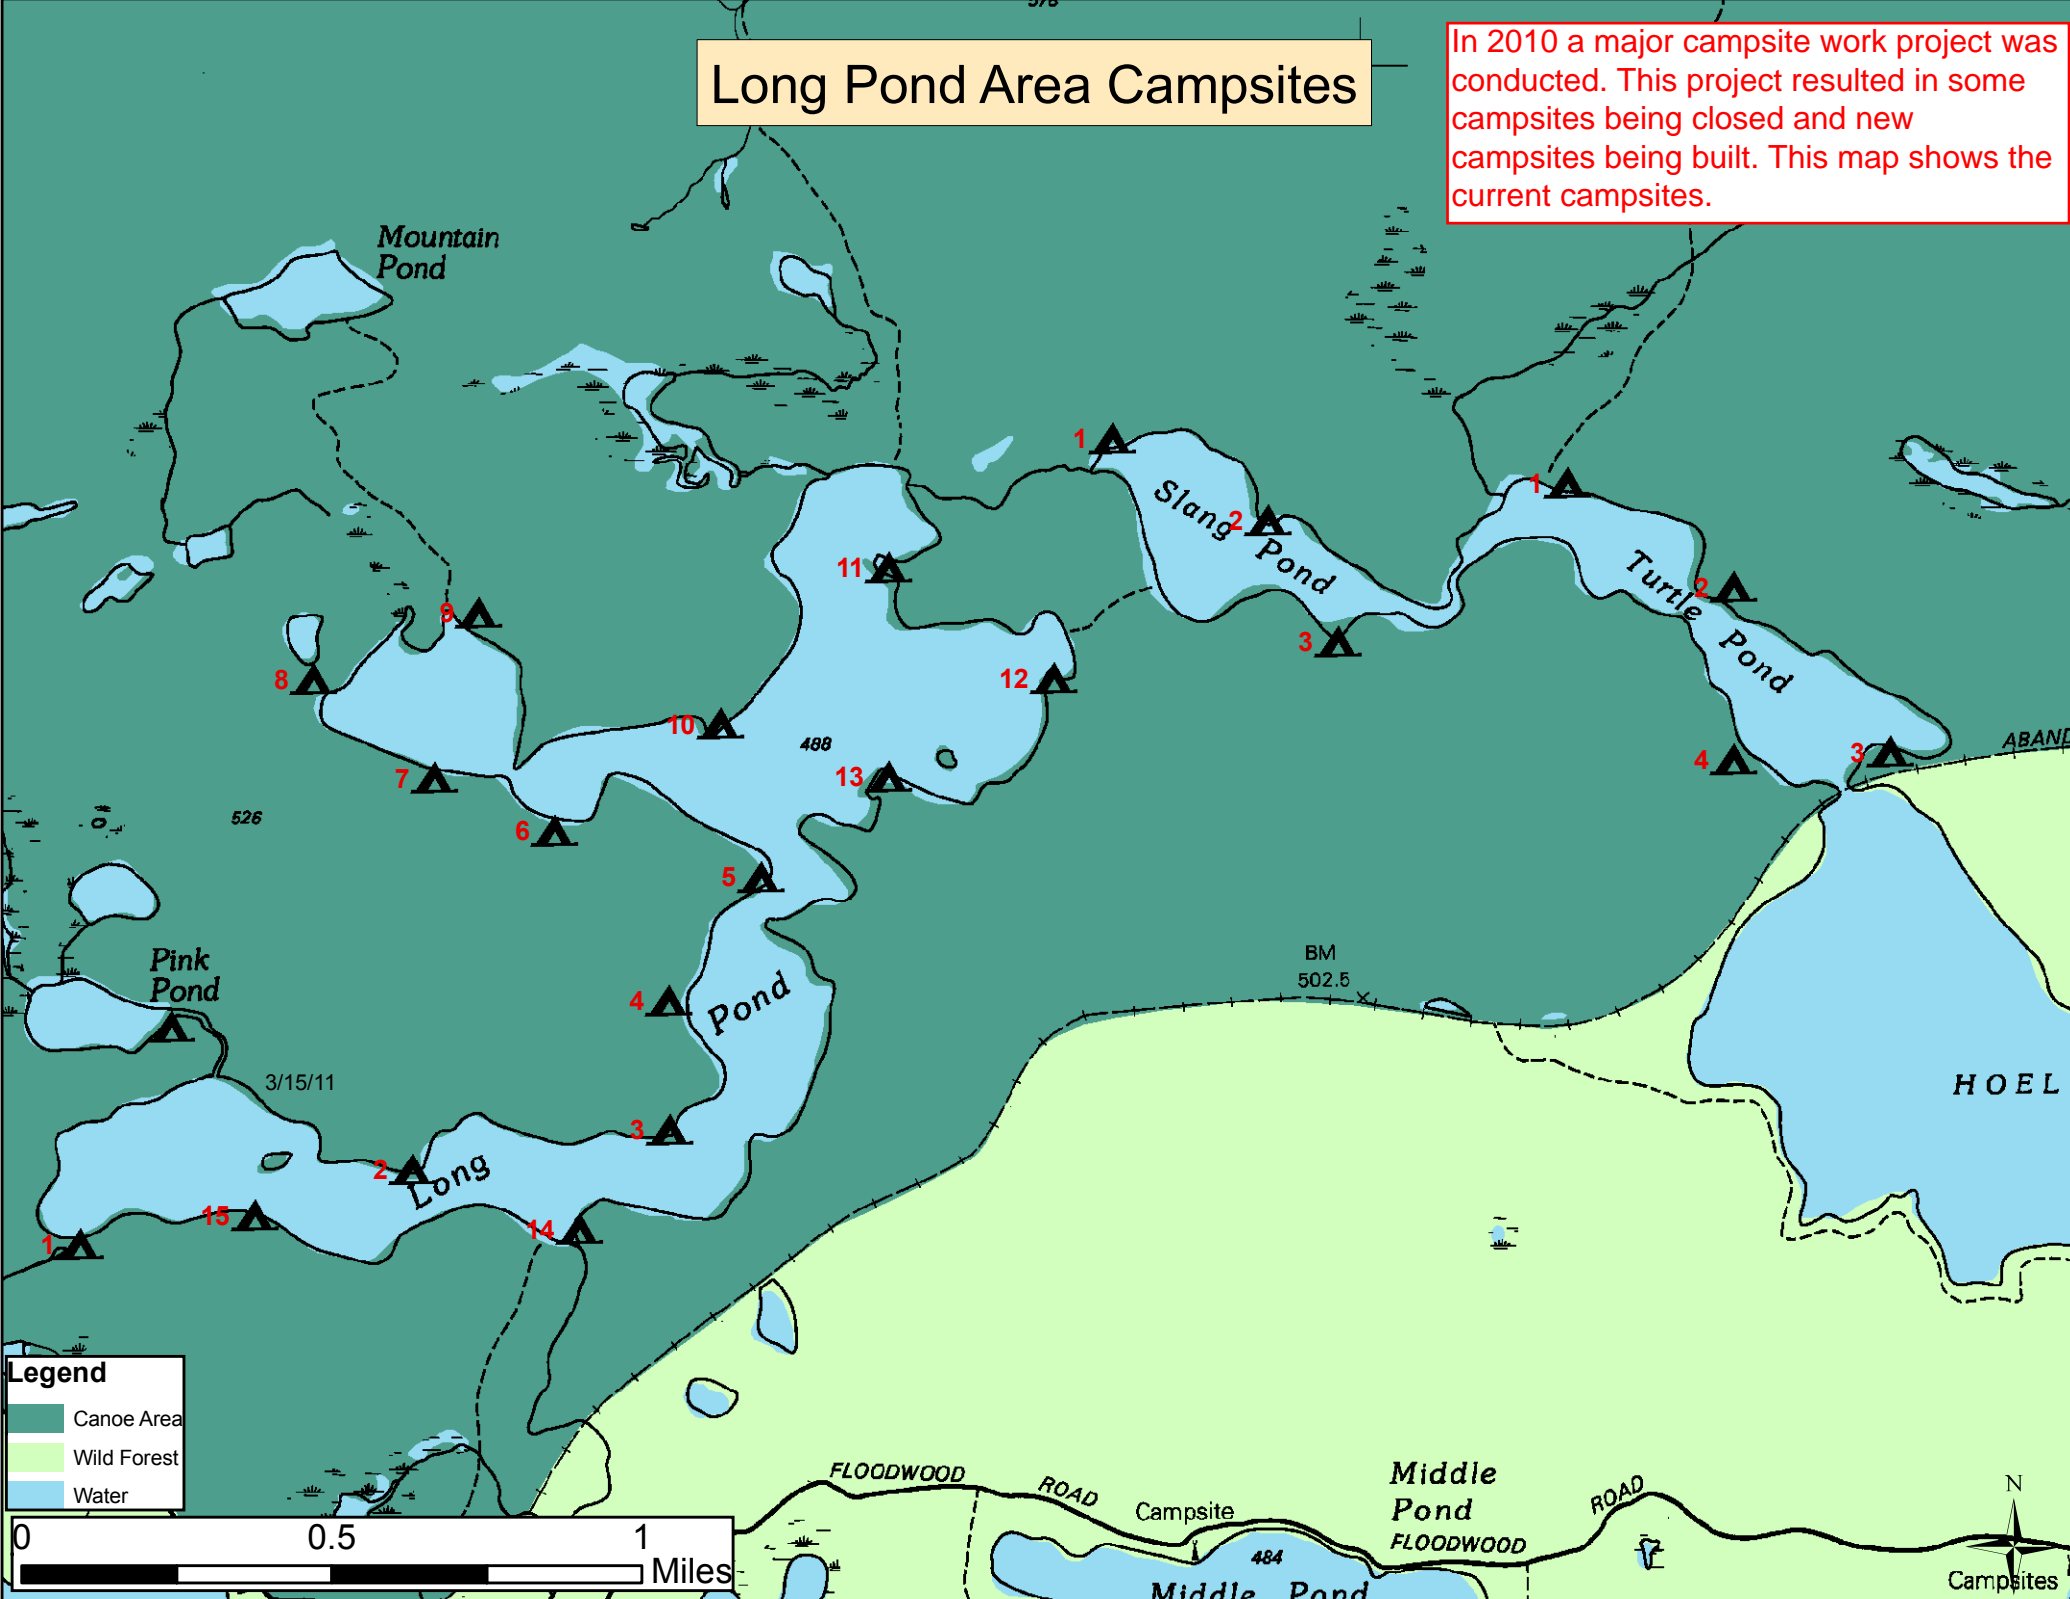 578
Long Pond Area Campsites
In 2010 a major campsite work project was
conducted. This project resulted in some
campsites being closed and new
campsites being built. This map shows the
current campsites.
Mountain
Pond
1
Slang
Pond
2
3
1
Turtle
Pond
2
3
4
ABAND
11
9
8
12
10
488
13
7
6
526
5
Pink
Pond
4
Pond
BM
502.5
HOEL
3/15/11
3
2
Long
15
14
1
Legend
Canoe Area
Wild Forest
Water
0 0.5 1
Miles
FLOODWOOD
ROAD
Campsite
Middle
Pond
FLOODWOOD
ROAD
484
Middle Pond
N
Campsites